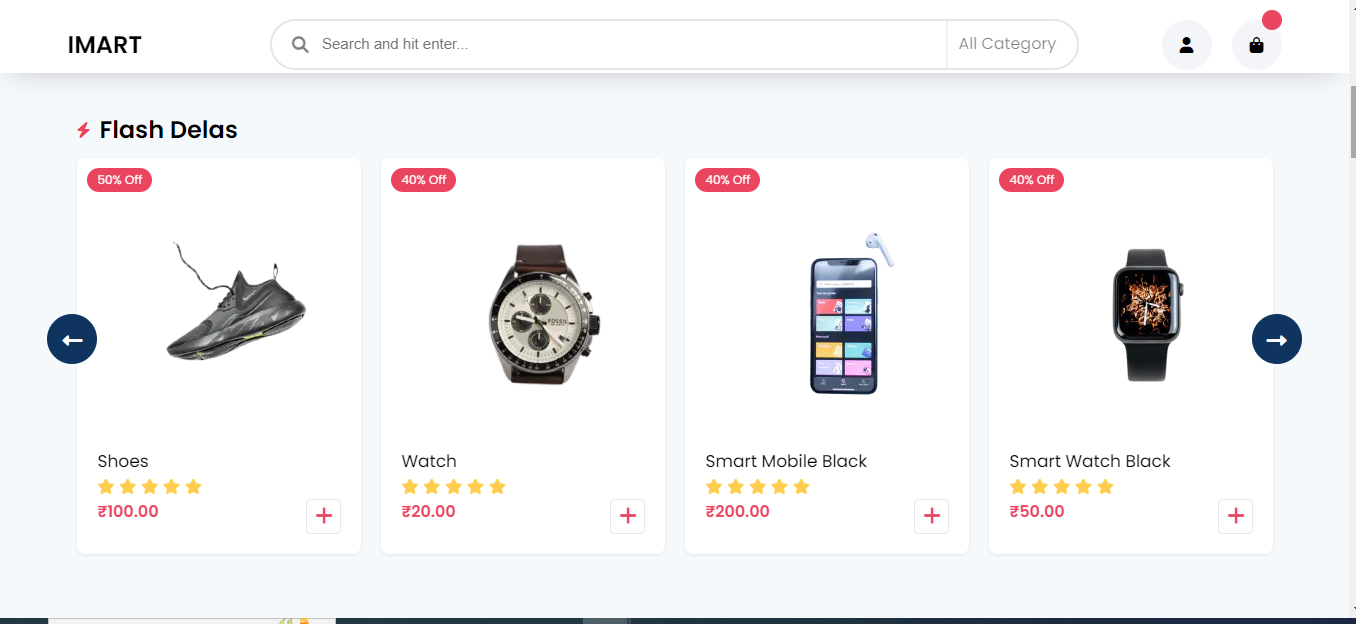 IMART
Search and hit enter...
All Category
Flash Delas
50% Off
40% Off
40% Off
40% Off
FOSSIL
Shoes
Watch
Smart Mobile Black
Smart Watch Black
₹100.00
₹20.00
₹200.00
₹50.00